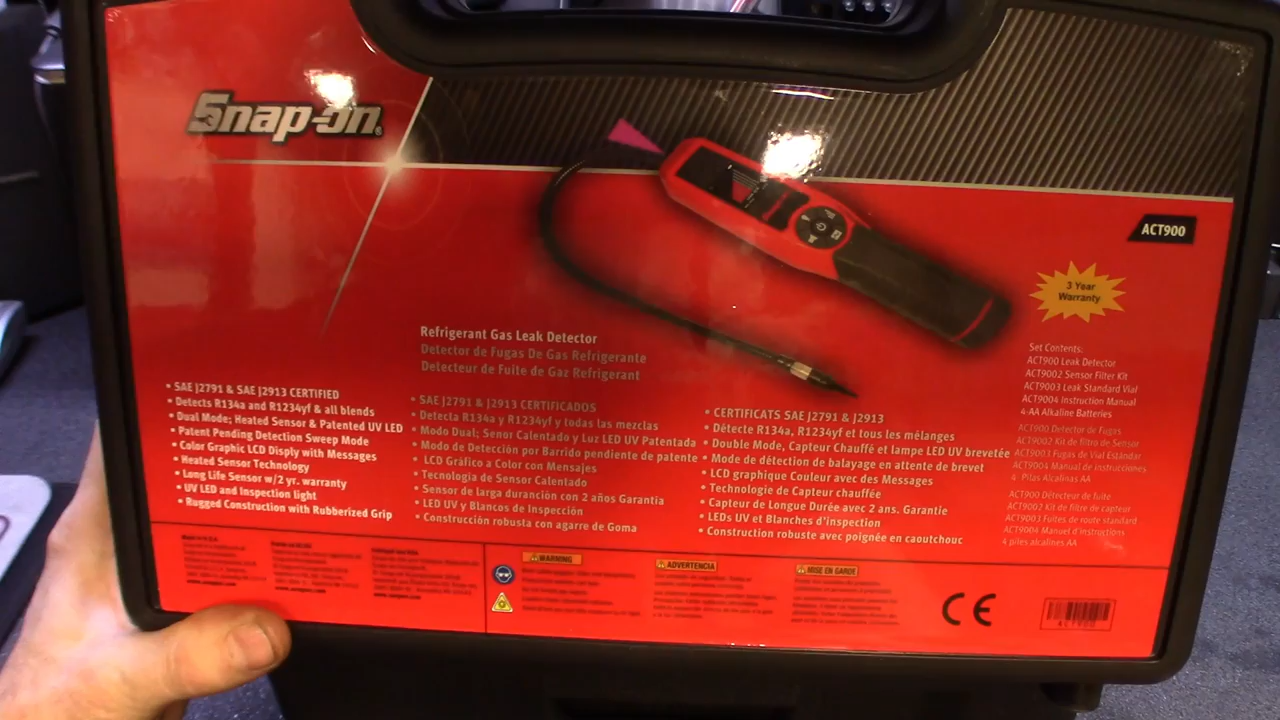 Snap-on®
ACT900
3 Year
Warranty
Refrigerant Gas Leak Detector
Detector de Fugas De Gas Refrigerante
Detecteur de Fuite de Gaz Refrigerant
• SAE J2791 & SAE J2913 CERTIFIED
• Detects R134a and R1234yf & all blends
• Dual Mode; Heated Sensor & Patented UV LED
• Patent Pending Detection Sweep Mode
• Color Graphic LCD Disply with Messages
• Heated Sensor Technology
• Long Life Sensor w/2 yr. warranty
• UV LED and Inspection light
• Rugged Construction with Rubberized Grip
• SAE J2791 & J2913 CERTIFICADOS
• Detecta R134a y R1234yf y todas las mezclas
• Modo Dual; Senor Calentado y Luz LED UV Patentada
• Modo de Detección por Barrido pendiente de patente
• LCD Gráfico a Color con Mensajes
• Tecnología de Sensor Calentado
• Sensor de larga duranción con 2 años Garantia
• LED UV y Blancos de Inspección
• Construcción robusta con agarre de Goma
• CERTIFICATS SAE J2791 & J2913
• Détecte R134a, R1234yf et tous les mélanges
• Double Mode, Capteur Chauffé et lampe LED UV brevetée
• Mode de détection de balayage en attente de brevet
• LCD graphique Couleur avec des Messages
• Technologie de Capteur chauffée
• Capteur de Longue Durée avec 2 ans. Garantie
• LEDs UV et Blanches d'inspection
• Construction robuste avec poignée en caoutchouc
Set Contents:
ACT900 Leak Detector
ACT9002 Sensor Filter Kit
ACT9003 Leak Standard Vial
ACT9004 Instruction Manual
4-AA Alkaline Batteries
ACT900 Detector de Fugas
ACT9002 Kit de filtro de Sensor
ACT9003 Fugas de Vial Estándar
ACT9004 Manual de instrucciones
4- Pilas Alcalinas AA
ACT900 Détecteur de fuite
ACT9002 Kit de filtre de capteur
ACT9003 Fuites de route standard
ACT9004 Manuel d'instructions
4 piles alcalines AA
WARNING
ADVERTENCIA
MISE EN GARDE
CE
ACT900